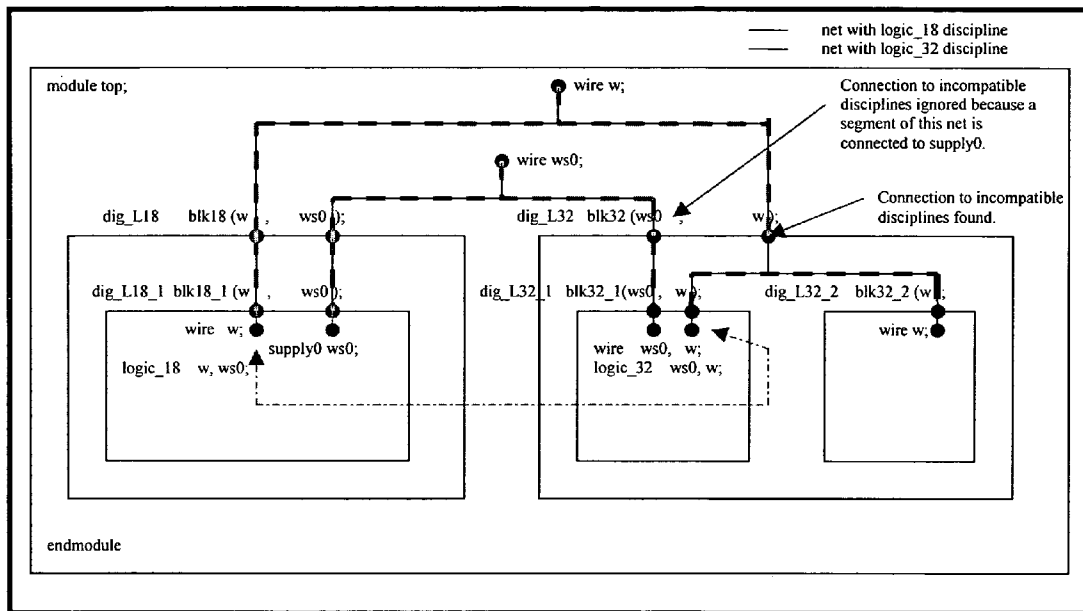 net with logic_18 discipline
net with logic_32 discipline
module top;
wire w;
Connection to incompatible
disciplines ignored because a
segment of this net is
connected to supply0.
wire ws0;
Connection to incompatible
disciplines found.
dig_L18 blk18 (w , ws0 ); dig_L32 blk32 (ws0 , w );
dig_L18_1 blk18_1 (w , ws0 ); dig_L32_1 blk32_1(ws0 , w ); dig_L32_2 blk32_2 (w );
wire w;
supply0 ws0;
logic_18 w, ws0;
wire ws0, w;
logic_32 ws0, w;
wire w;
endmodule